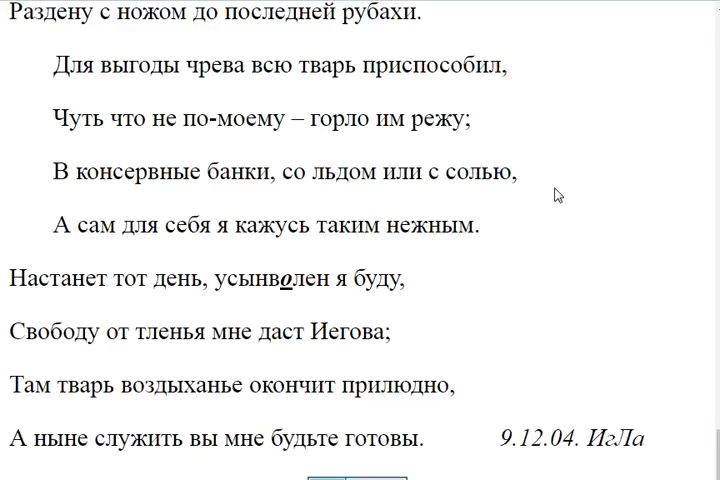 Раздену с ножом до последней рубахи.
Для выгоды чрева всю тварь приспособил,
Чуть что не по-моему – горло им режу;
В консервные банки, со льдом или с солью,
А сам для себя я кажусь таким нежным.
Настанет тот день, усынволен я буду,
Свободу от тленья мне даст Иегова;
Там тварь воздыханье окончит прилюдно,
А ныне служить вы мне будьте готовы. 9.12.04. ИгЛа